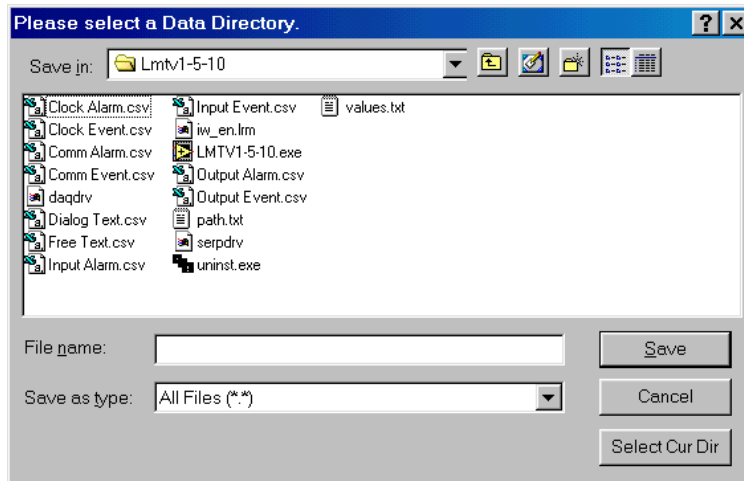 Please select a Data Directory.
Save in: Lmtv1-5-10
Clock Alarm.csv
Clock Event.csv
Comm Alarm.csv
Comm Event.csv
daqdrv
Dialog Text.csv
Free Text.csv
Input Alarm.csv
Input Event.csv
iw_en.lrm
LMTV1-5-10.exe
Output Alarm.csv
Output Event.csv
path.txt
serpdrv
uninst.exe
values.txt
File name:
Save
Save as type: All Files (*.*)
Cancel
Select Cur Dir